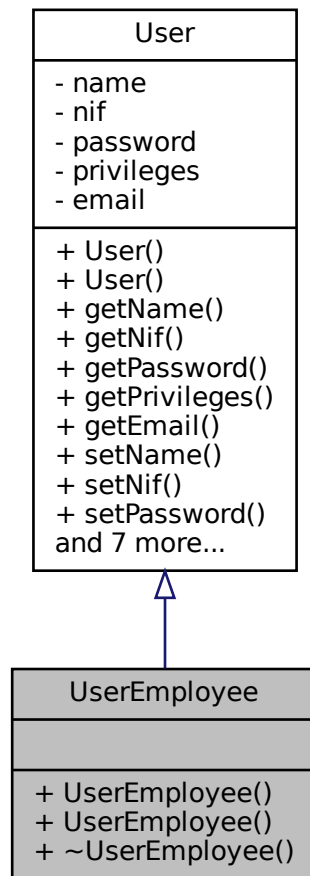 User
- name
- nif
- password
- privileges
- email
+ User()
+ User()
+ getName()
+ getNif()
+ getPassword()
+ getPrivileges()
+ getEmail()
+ setName()
+ setNif()
+ setPassword()
and 7 more...
UserEmployee
+ UserEmployee()
+ UserEmployee()
+ ~UserEmployee()